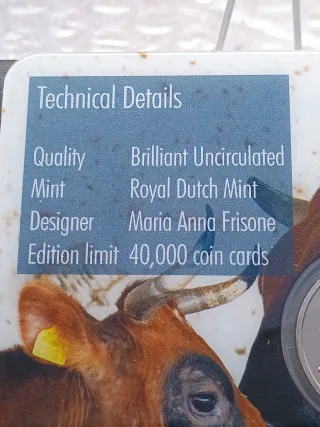 Technical Details
Quality Brilliant Uncirculated
Mint Royal Dutch Mint
Designer Maria Anna Frisone
Edition limit 40,000 coin cards